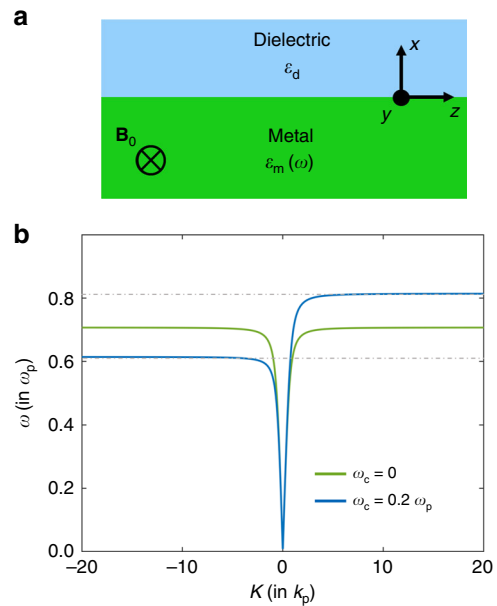 a
Dielectric
ε_d
x
y
z
B₀
Metal
ε_m (ω)
b
ω (in ω_p)
0.8
0.6
0.4
0.2
0.0
ω_c = 0
ω_c = 0.2 ω_p
−20
−10
0
10
20
K (in k_p)